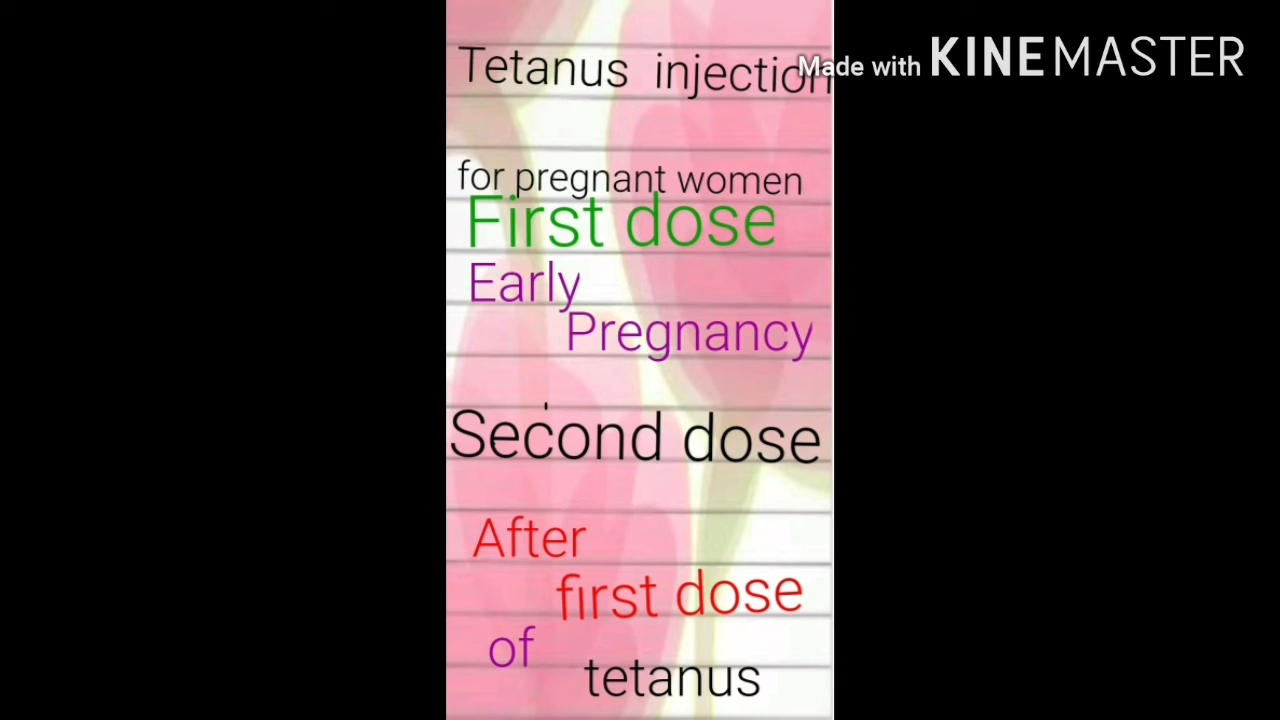 Made with KINEMASTER
Tetanus injection
for pregnant women
First dose
Early
Pregnancy
Second dose
After
first dose
of
tetanus